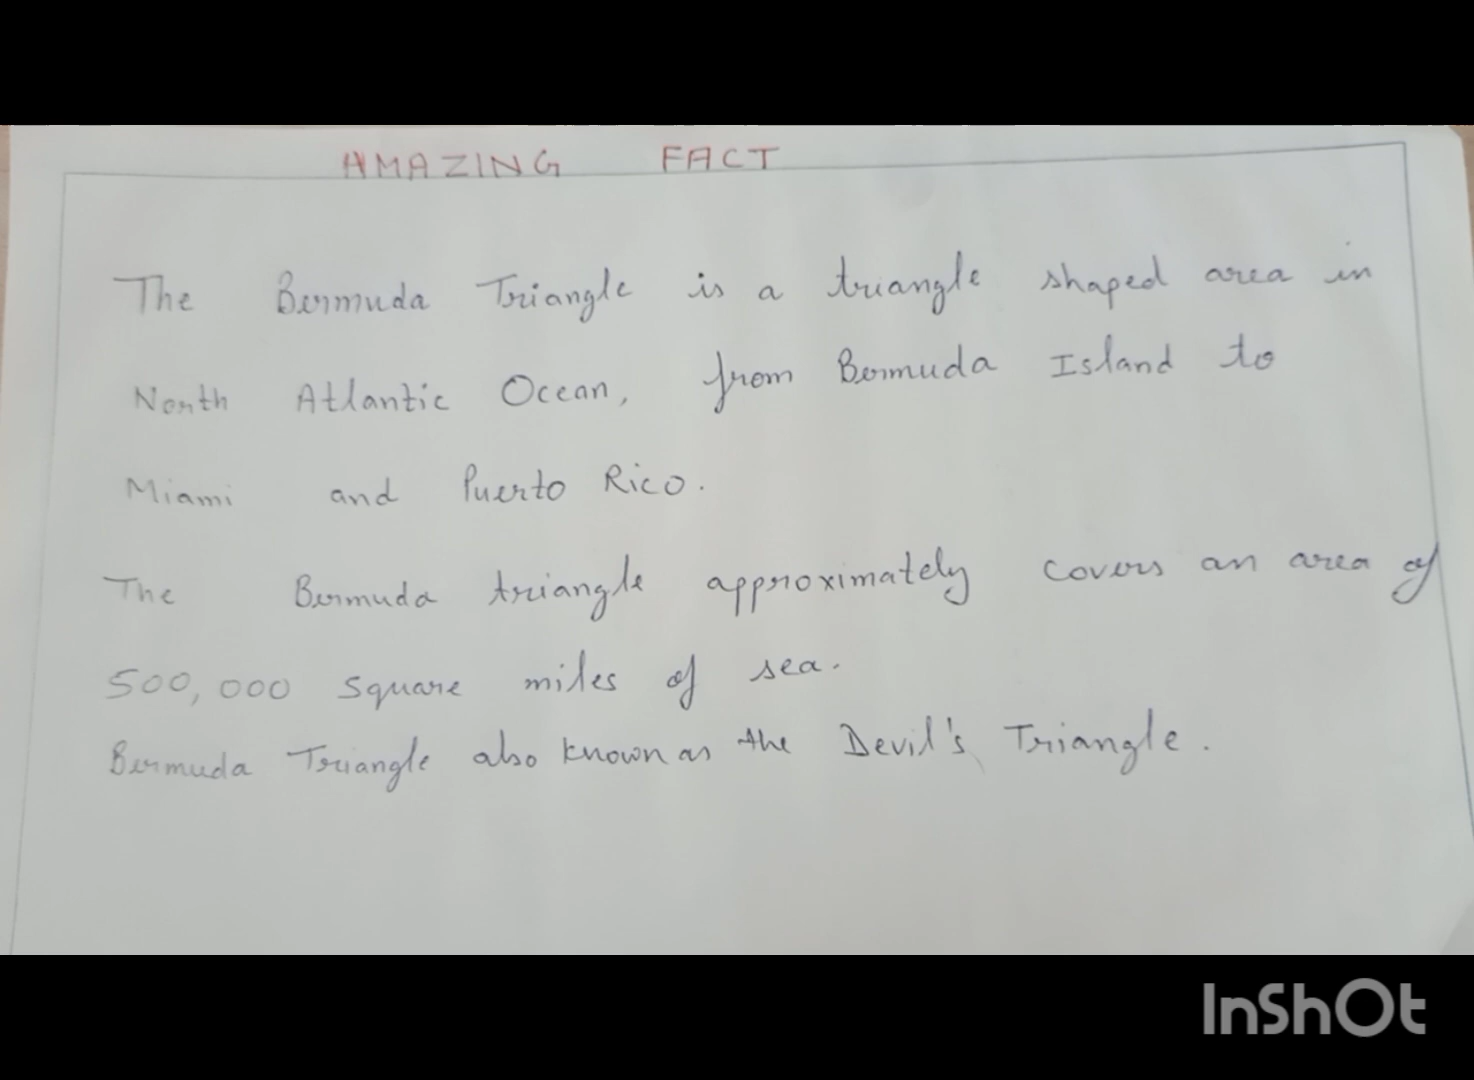 AMAZING FACT
The Bermuda Triangle is a triangle shaped area in
North Atlantic Ocean, from Bermuda Island to
Miami and Puerto Rico.
The Bermuda triangle approximately covers an area of
500,000 square miles of sea.
Bermuda Triangle also known as the Devil's Triangle.
InShOt